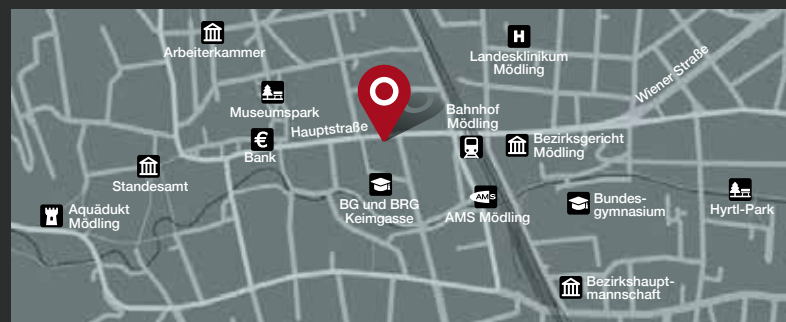 Arbeiterkammer
H
Landesklinikum
Mödling
Wiener Straße
Museumspark
Hauptstraße
Bahnhof
Mödling
Bezirksgericht
Mödling
€
Bank
Standesamt
BG und BRG
Keimgasse
AMS
AMS Mödling
Bundes-
gymnasium
Hyrtl-Park
Aquädukt
Mödling
Bezirkshaupt-
mannschaft